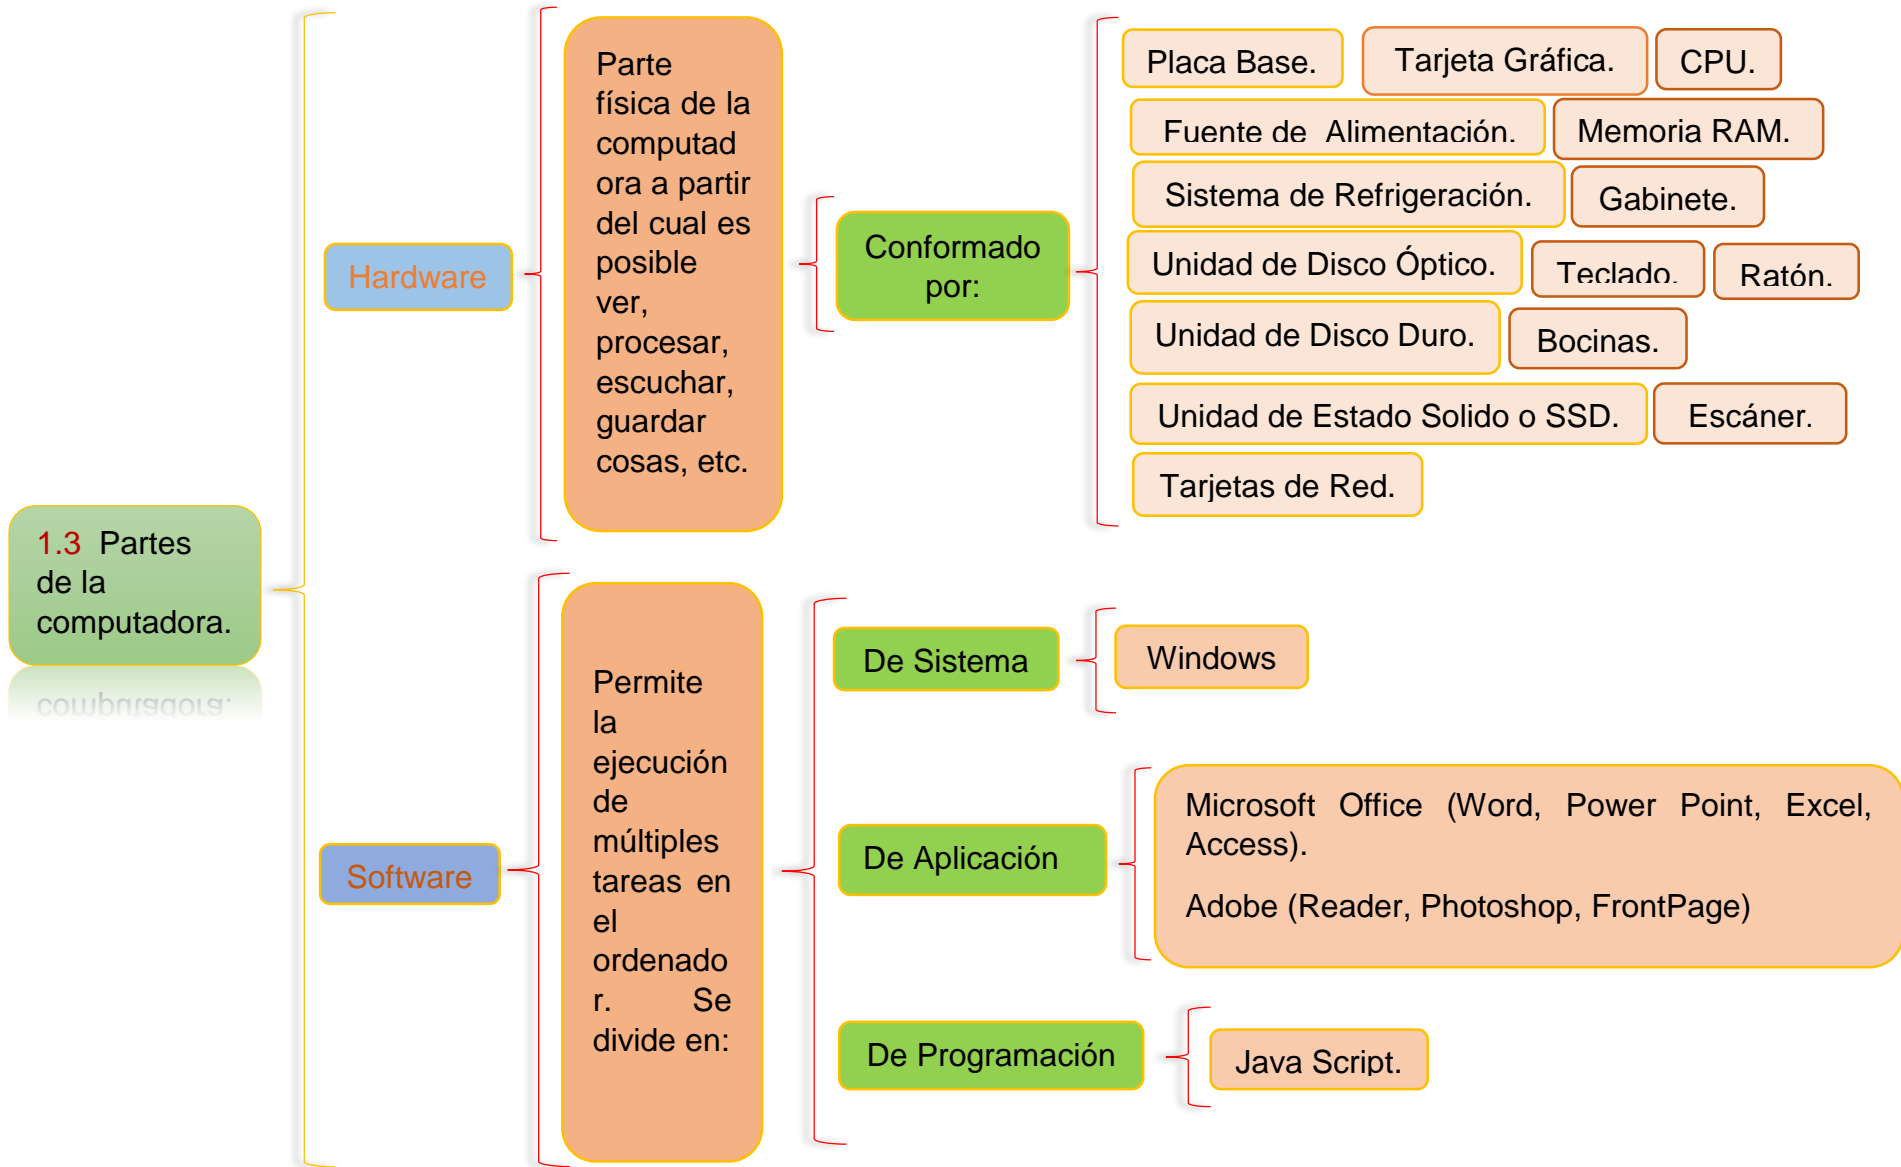 1.3 Partes
de la
computadora.
Hardware
Parte
física de la
computad
ora a partir
del cual es
posible
ver,
procesar,
escuchar,
guardar
cosas, etc.
Conformado
por:
Placa Base.
Tarjeta Gráfica.
CPU.
Fuente de Alimentación.
Memoria RAM.
Sistema de Refrigeración.
Gabinete.
Unidad de Disco Óptico.
Teclado.
Ratón.
Unidad de Disco Duro.
Bocinas.
Unidad de Estado Solido o SSD.
Escáner.
Tarjetas de Red.
Software
Permite
la
ejecución
de
múltiples
tareas en
el
ordenado
r. Se
divide en:
De Sistema
Windows
De Aplicación
Microsoft Office (Word, Power Point, Excel,
Access).
Adobe (Reader, Photoshop, FrontPage)
De Programación
Java Script.